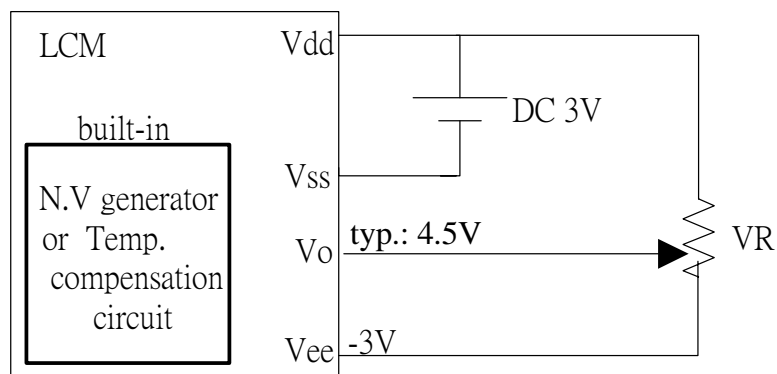 LCM
Vdd
DC 3V
built-in
Vss
N.V generator
or Temp.
compensation
circuit
Vo
typ.: 4.5V
VR
Vee
-3V